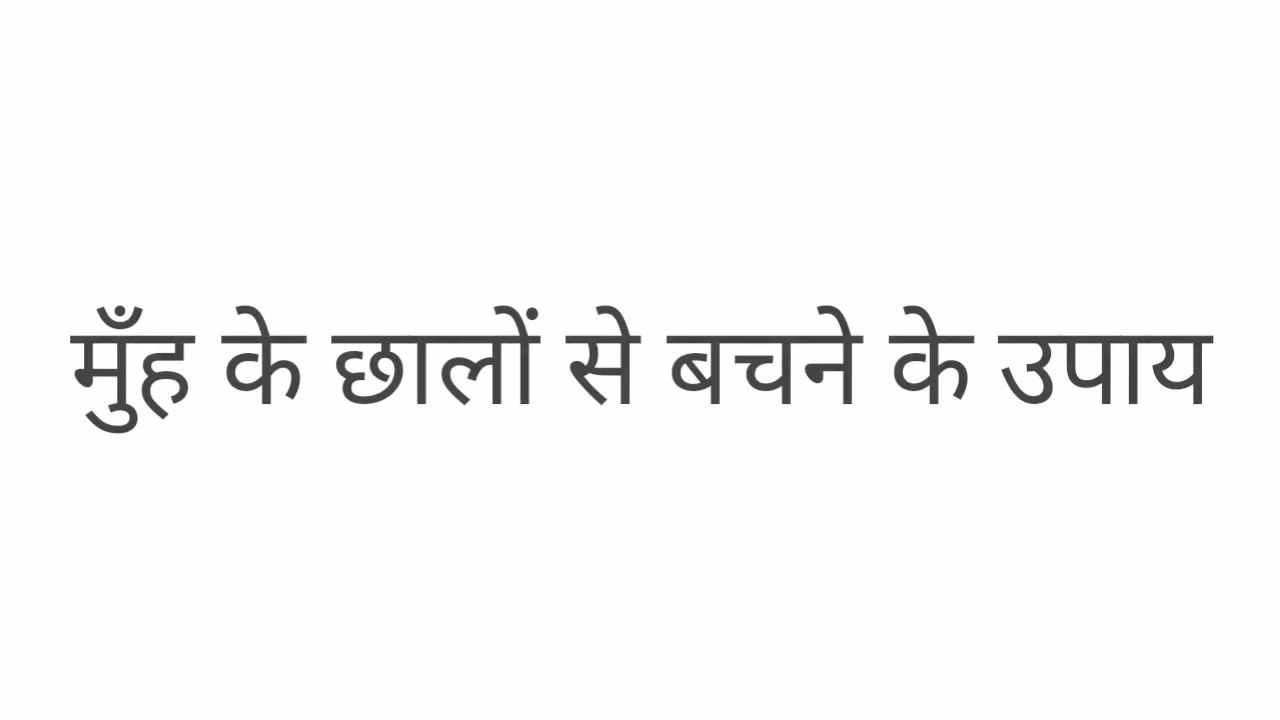 मुँह के छालों से बचने के उपाय